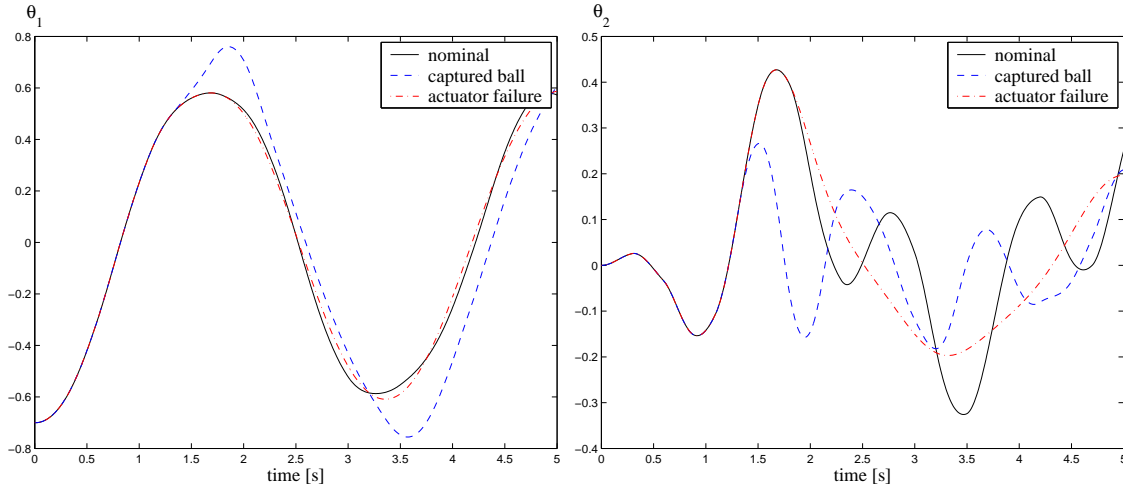 θ1
0.8
0.6
0.4
0.2
0
−0.2
−0.4
−0.6
−0.8
0 0.5 1 1.5 2 2.5 3 3.5 4 4.5 5
time [s]
nominal
captured ball
actuator failure
θ2
0.5
0.4
0.3
0.2
0.1
0
−0.1
−0.2
−0.3
−0.4
0 0.5 1 1.5 2 2.5 3 3.5 4 4.5 5
time [s]
nominal
captured ball
actuator failure